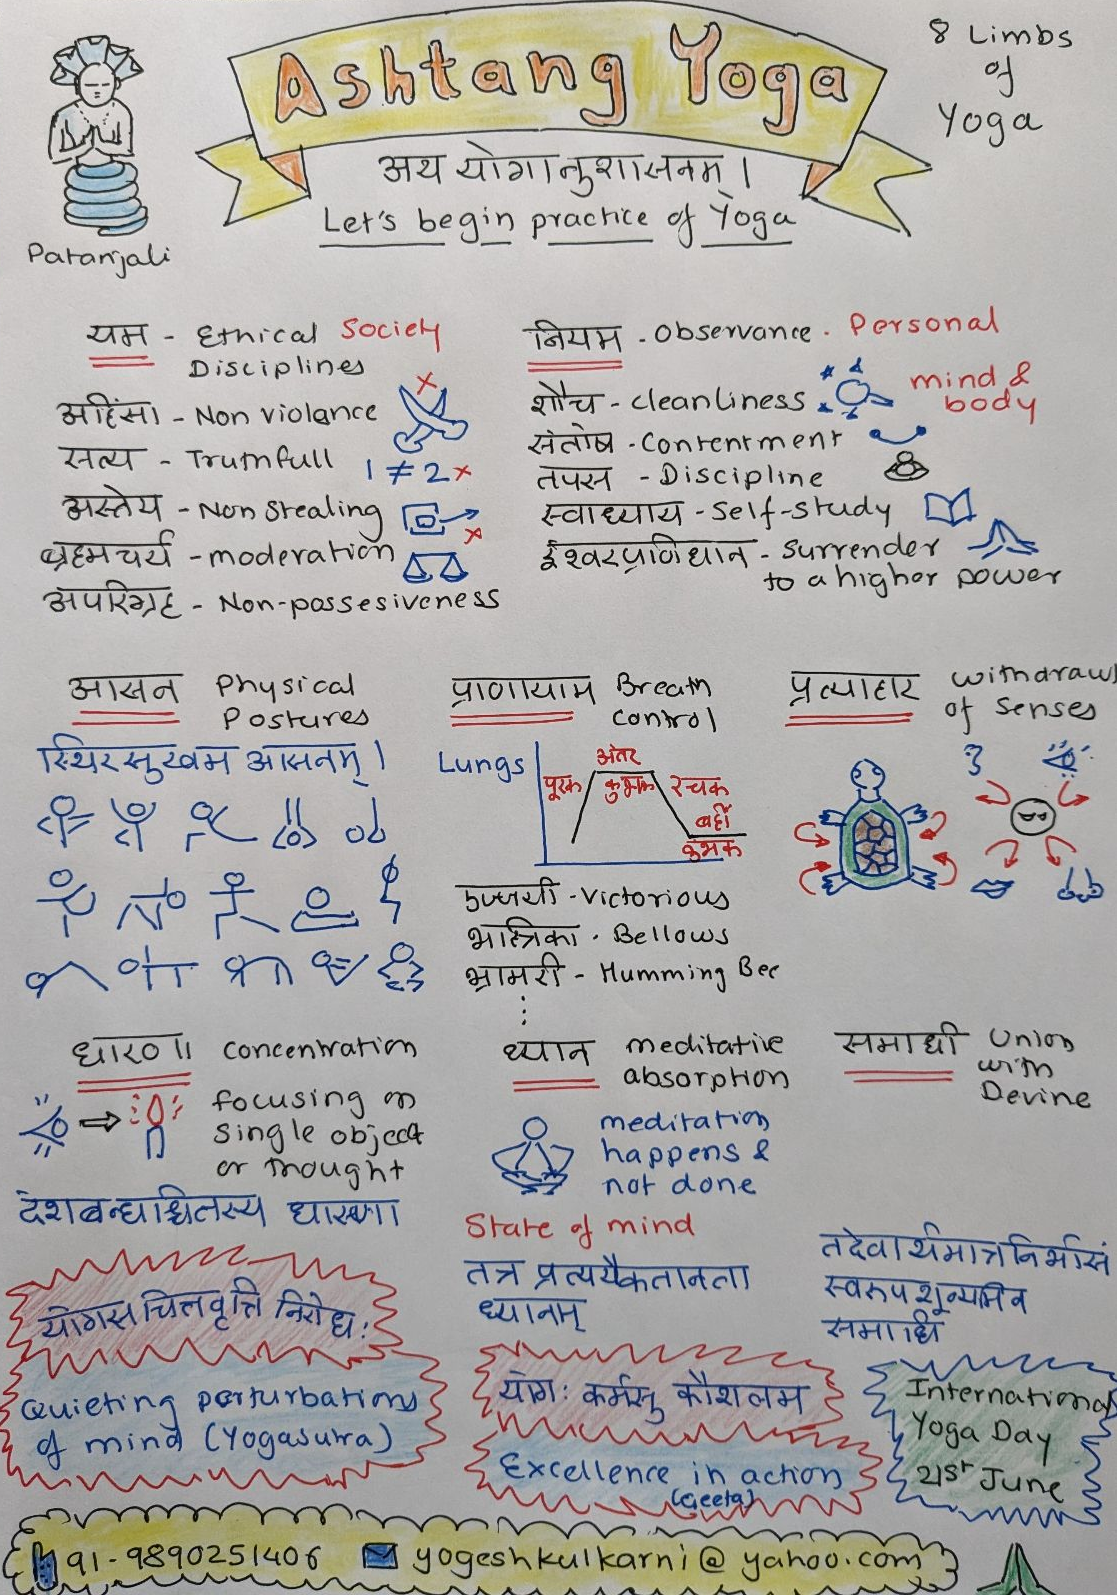 Ashtang Yoga
8 Limbs
of
Yoga
अथ योगानुशासनम् ।
Let's begin practice of Yoga
Patanjali
यम - Ethical Society
Disciplines
अहिंसा - Non violance
सत्य - Truthfull 1 ≠ 2 x
अस्तेय - Non stealing
ब्रह्मचर्य - moderation
अपरिग्रह - Non-possesiveness
नियम - Observance - Personal
शौच - cleanliness mind &
body
संतोष - Contentment
तपस - Discipline
स्वाध्याय - Self-study
ईश्वरप्रणिधान - Surrender
to a higher power
आसन Physical
Postures
स्थिरसुखम आसनम् ।
प्राणायाम Breath
control
Lungs
अंतर
पूरक कुंभक रेचक
बही
कुंभक
उज्जयी - Victorious
भास्त्रिका - Bellows
भ्रामरी - Humming Bee
प्रत्याहार withdraws
of senses
धारणा concentration
focusing on
single object
or thought
देशबन्धश्चित्तस्य धारणा
ध्यान meditative
absorption
meditation
happens &
not done
State of mind
तत्र प्रत्ययैकतानता
ध्यानम्
समाधी Union
with
Devine
तदेवार्थमात्रनिर्भासं
स्वरूपशून्यमिव
समाधि
योगस चित्तवृत्ति निरोधः
Quieting perturbations
of mind (Yogasutra)
योगः कर्मसु कौशलम
Excellence in action
(Geeta)
International
Yoga Day
21st June
91-9890251406 yogeshkulkarni@yahoo.com